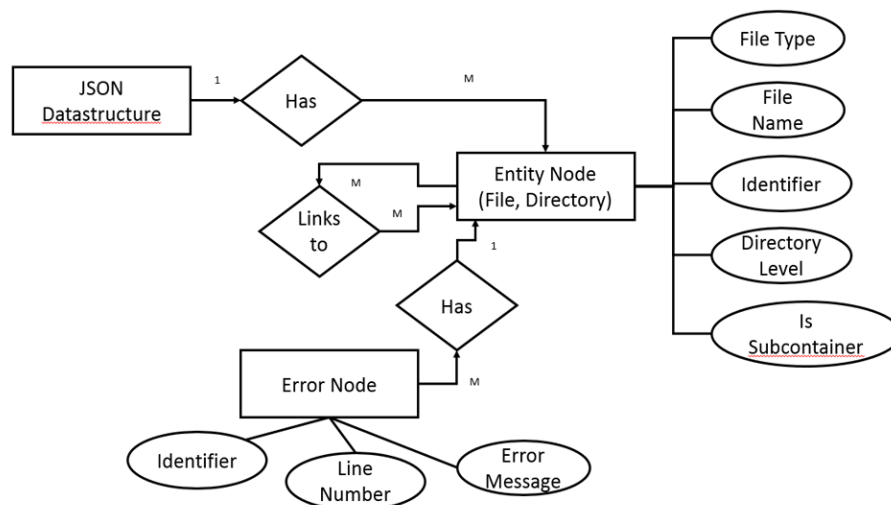 File Type
JSON
Datastructure
1
Has
M
File
Name
Entity Node
(File, Directory)
Identifier
M
Links
to
M
Directory
Level
1
Has
Is
Subcontainer
Error Node
M
Identifier
Line
Number
Error
Message